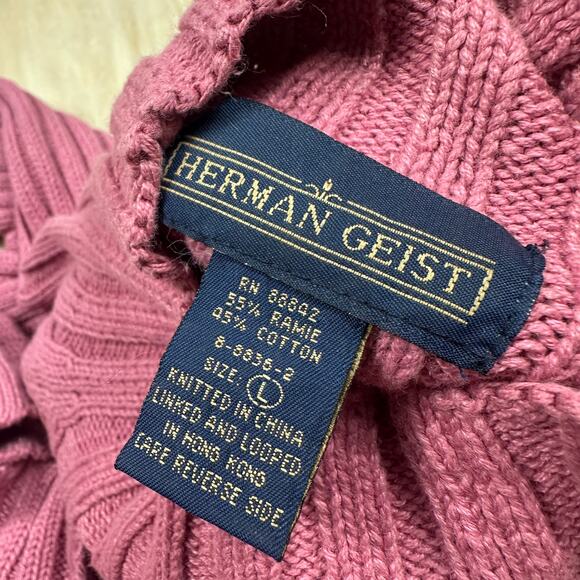 HERMAN GEIST
RN 88842
55% RAMIE
45% COTTON
8-8836-2
SIZE: L
KNITTED IN CHINA
LINKED AND LOOPED
IN HONG KONG
CARE REVERSE SIDE